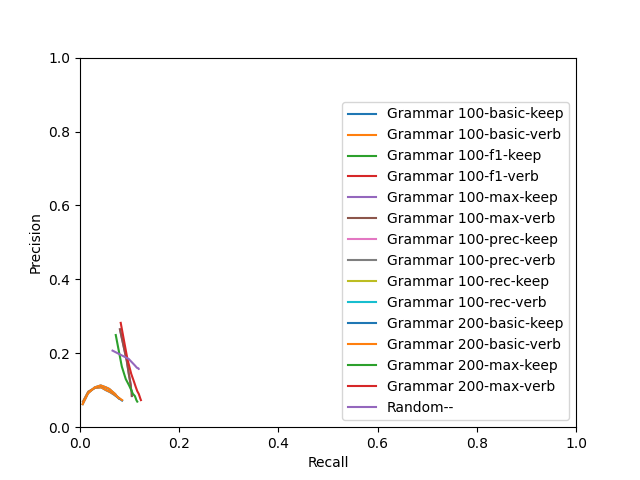 1.0
0.8
0.6
0.4
0.2
0.0
Precision
0.0 0.2 0.4 0.6 0.8 1.0
Recall
Grammar 100-basic-keep
Grammar 100-basic-verb
Grammar 100-f1-keep
Grammar 100-f1-verb
Grammar 100-max-keep
Grammar 100-max-verb
Grammar 100-prec-keep
Grammar 100-prec-verb
Grammar 100-rec-keep
Grammar 100-rec-verb
Grammar 200-basic-keep
Grammar 200-basic-verb
Grammar 200-max-keep
Grammar 200-max-verb
Random--